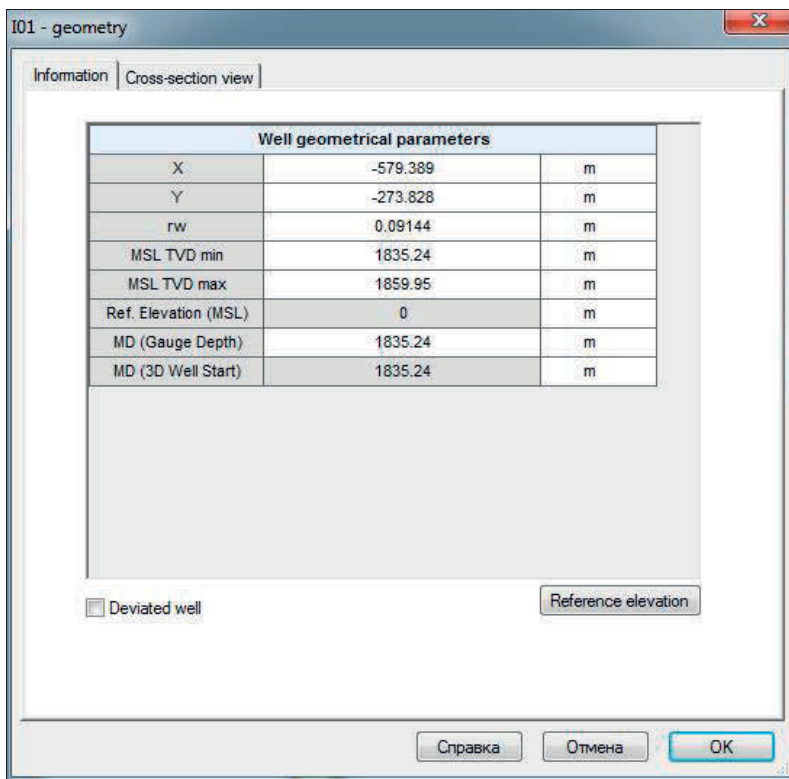 I01 - geometry
Information Cross-section view
Well geometrical parameters
X -579.389 m
Y -273.828 m
rw 0.09144 m
MSL TVD min 1835.24 m
MSL TVD max 1859.95 m
Ref. Elevation (MSL) 0 m
MD (Gauge Depth) 1835.24 m
MD (3D Well Start) 1835.24 m
Deviated well Reference elevation
Справка Отмена OK